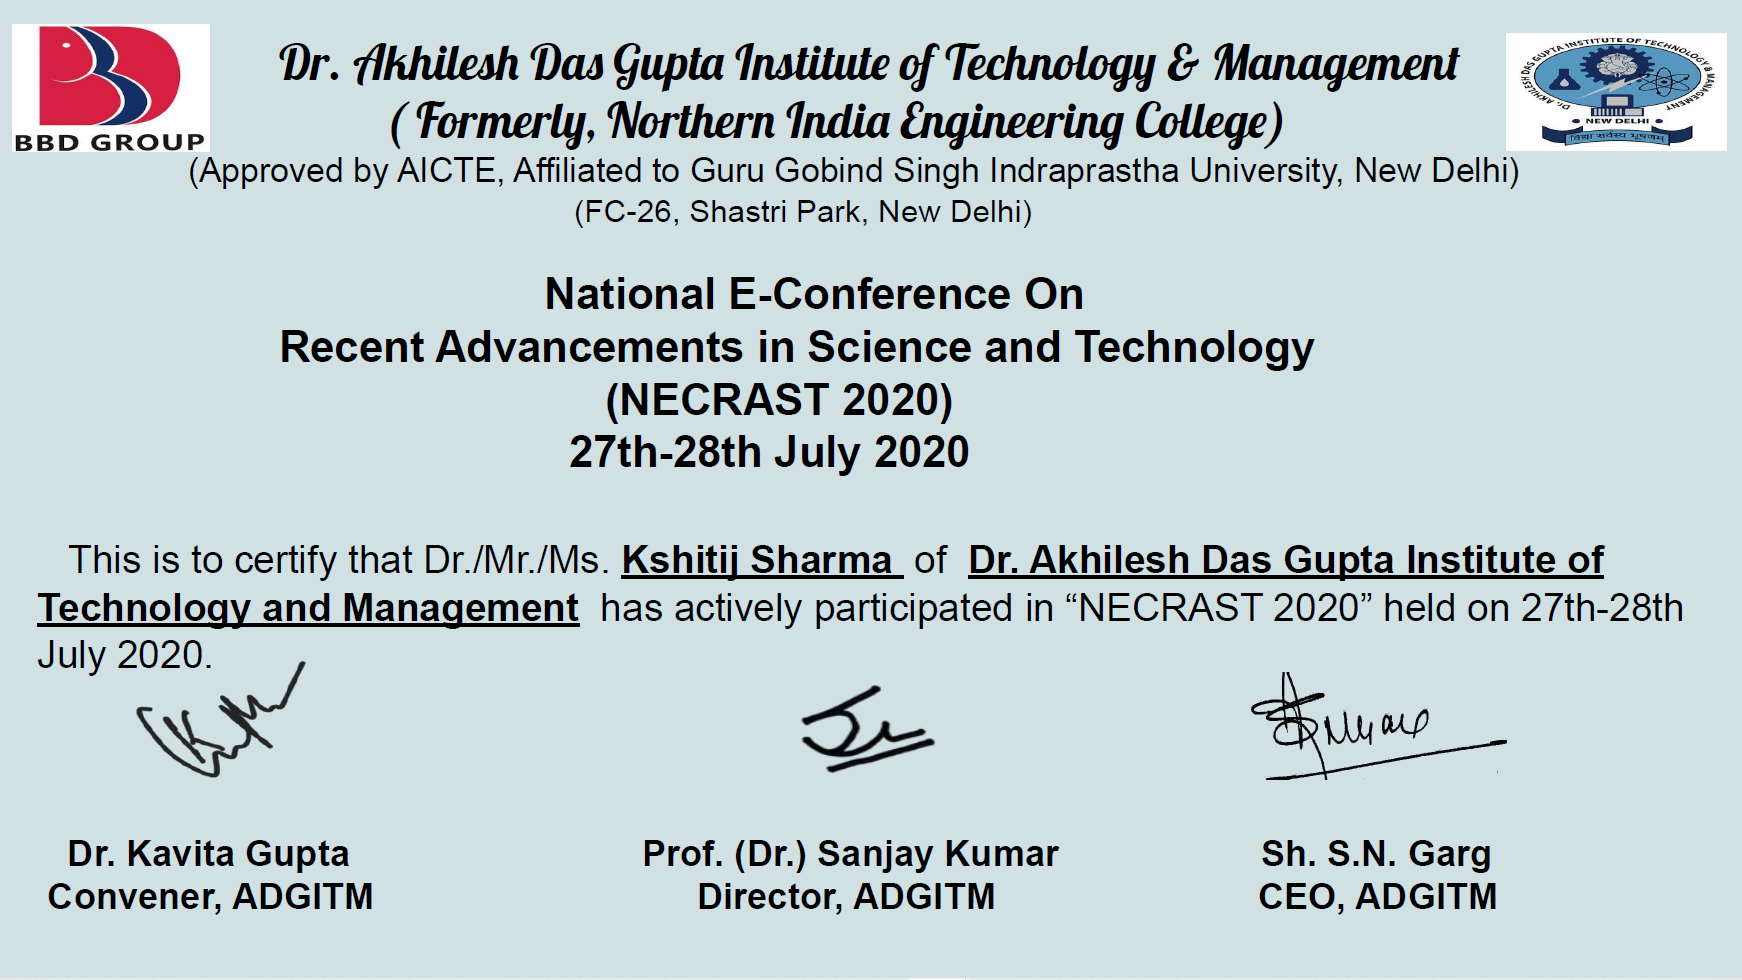 BBD GROUP
Dr. Akhilesh Das Gupta Institute of Technology & Management
( Formerly, Northern India Engineering College)
(Approved by AICTE, Affiliated to Guru Gobind Singh Indraprastha University, New Delhi)
(FC-26, Shastri Park, New Delhi)
Dr. AKHILESH DAS GUPTA INSTITUTE OF TECHNOLOGY & MANAGEMENT
NEW DELHI
विद्या सर्वस्य भूषणम्
National E-Conference On
Recent Advancements in Science and Technology
(NECRAST 2020)
27th-28th July 2020
This is to certify that Dr./Mr./Ms. Kshitij Sharma of Dr. Akhilesh Das Gupta Institute of
Technology and Management has actively participated in “NECRAST 2020” held on 27th-28th
July 2020.
Dr. Kavita Gupta
Convener, ADGITM
Prof. (Dr.) Sanjay Kumar
Director, ADGITM
Sh. S.N. Garg
CEO, ADGITM